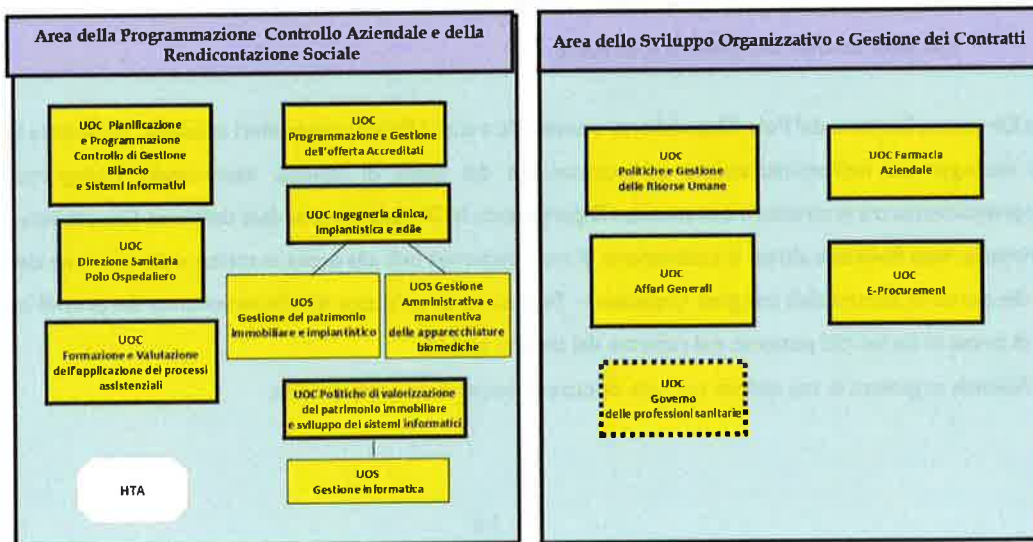 Area della Programmazione Controllo Aziendale e della
Rendicontazione Sociale
UOC Pianificazione
e Programmazione
Controllo di Gestione
Bilancio
e Sistemi Informativi
UOC
Programmazione e Gestione
dell'offerta Accreditati
UOC Ingegneria clinica,
impiantistica e edile
UOC
Direzione Sanitaria
Polo Ospedaliero
UOS
Gestione del patrimonio
immobiliare e impiantistico
UOS Gestione
Amministrativa e
manutentiva
delle apparecchiature
biomediche
UOC
Formazione e Valutazione
dell'applicazione dei processi
assistenziali
UOC Politiche di valorizzazione
del patrimonio immobiliare
e sviluppo dei sistemi informatici
HTA
UOS
Gestione informatica
Area dello Sviluppo Organizzativo e Gestione dei Contratti
UOC
Politiche e Gestione
delle Risorse Umane
UOC Farmacia
Aziendale
UOC
Affari Generali
UOC
E-Procurement
UOC
Governo
delle professioni sanitarie